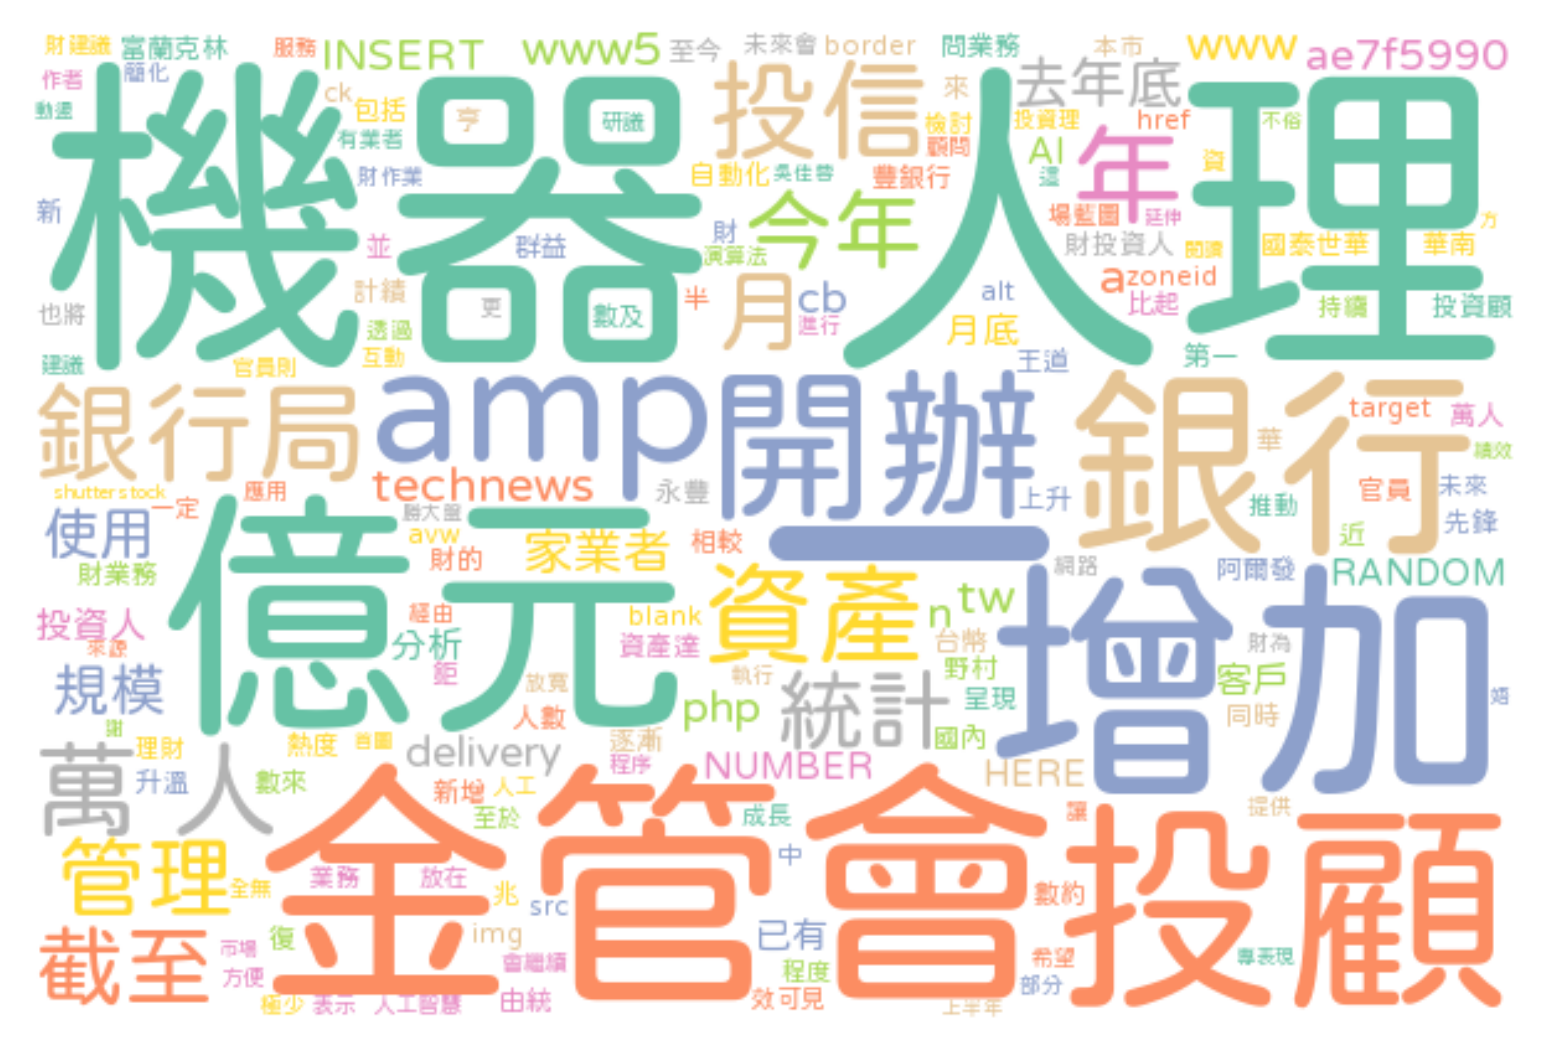 財建議 富蘭克林 服務 INSERT www5 至今 未來會 border 問業務 本市 www ae7f5990
作者 簡化 ck 包括 投信 來 去年底
動盪 有業者 亨 研議 檢討 投資理 href 不俗
機器人理
財作業 自動化 吳佳蓉 顧問 豐銀行 AI 這 年 資
新 並 群益 財 今年 場藍圖 延伸 方
演算法 財投資人 閱讀 國泰世華 華南
計績 更 數及 半 月 cb alt a zoneid
也將 透過 進行 月底 比起 持續 投資顧
建議 官員則 互動 王道 第一
銀行局 amp 開辦 銀行 target 萬人
華 績效
shutterstock 一定 應用 technews 永豐 上升 官員 未來
使用 勝大盤 推動 先鋒
avw 家業者 相較 一 近
財業務 億元 財的 網路 阿爾發 RANDOM
投資人 經由 blank 資產 n tw 增加
來源 分析 資產達 台幣 財為
規模 鉅 放寬 執行 統計 野村 客戶
人數 php 呈現 同時
謝 理財 熱度 首圖 delivery 逐漸 國內
萬人 升溫 數來 程序 NUMBER HERE
新增 人工 至於 成長 讓 提供
金管會投顧
管理 全無 業務 放在 兆 src 中 數約
截至 市場 復 img 已有 希望 專表現
方便 會繼續 程度 部分
極少 表示 人工智慧 由統 效可見 上半年